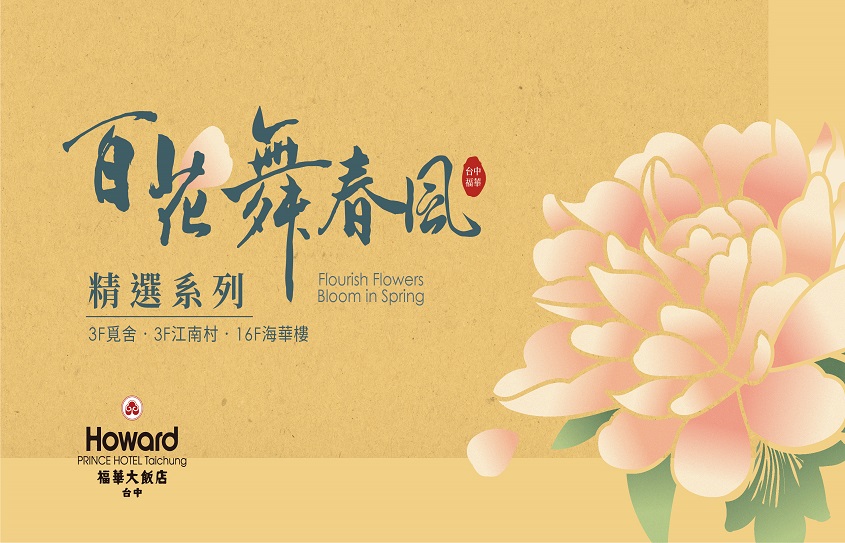 百花舞春風
台中
福華
精選系列
Flourish Flowers
Bloom in Spring
3F覓舍・3F江南村・16F海華樓
Howard
PRINCE HOTEL Taichung
福華大飯店
台中